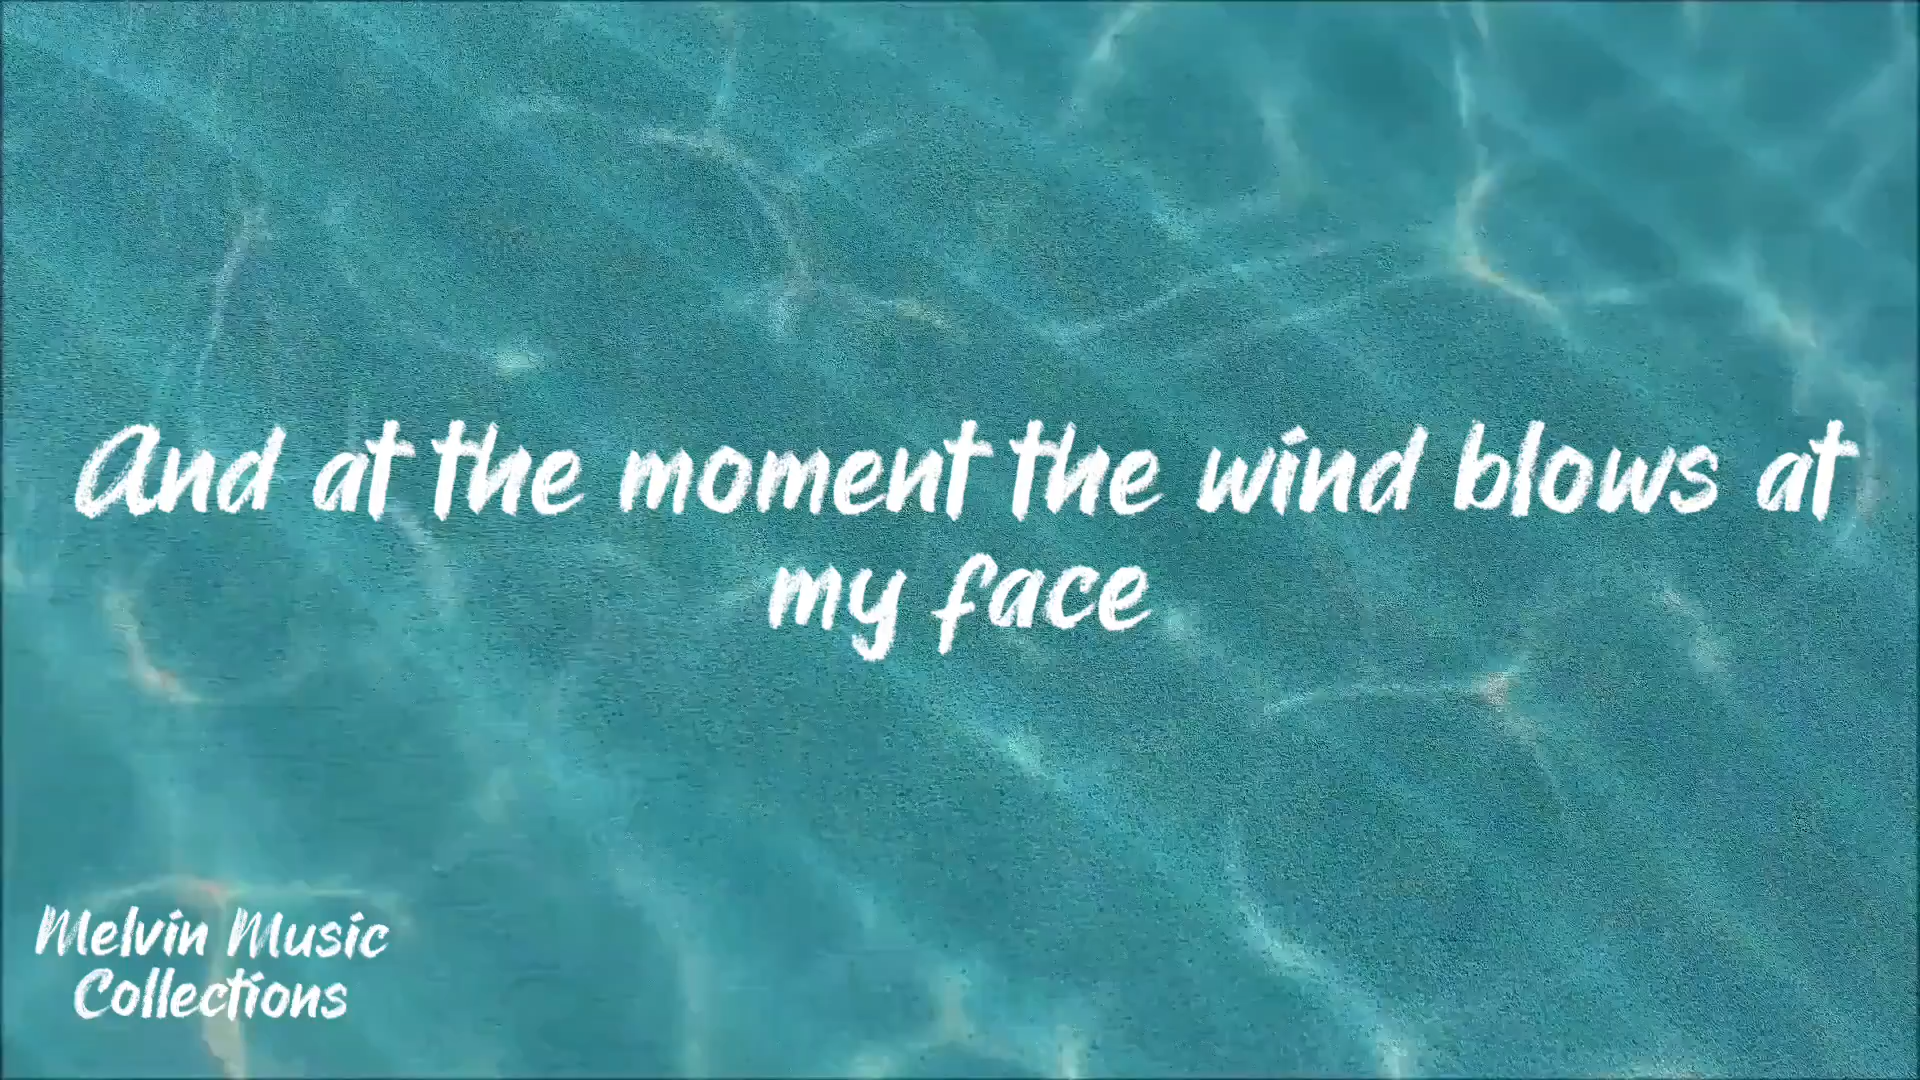 And at the moment the wind blows at
my face
Melvin Music
Collections